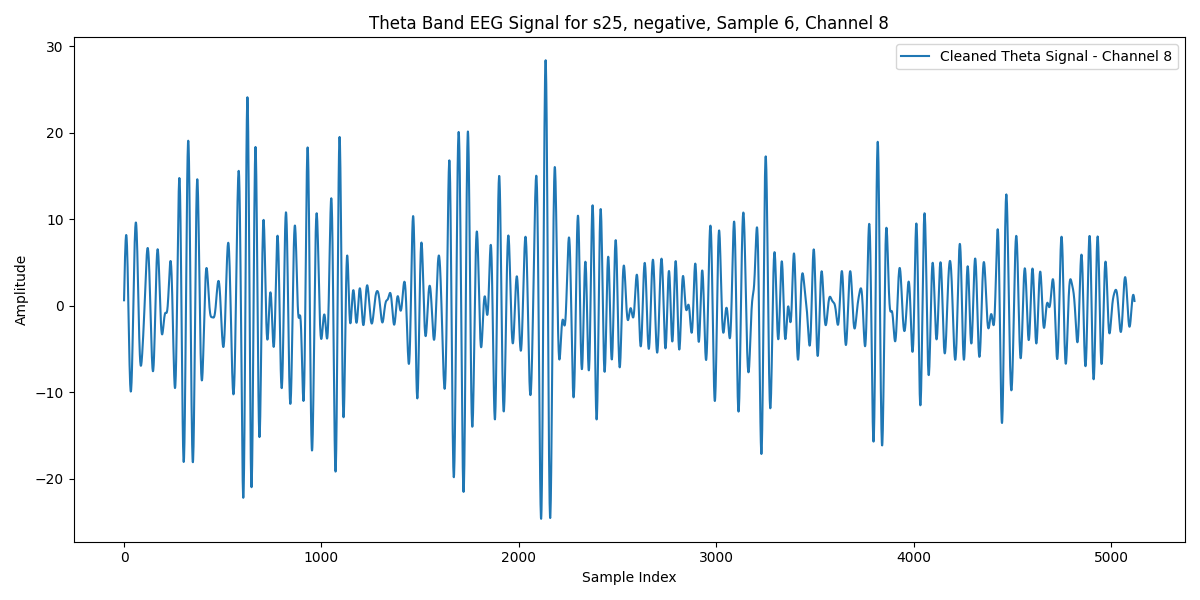 Theta Band EEG Signal for s25, negative, Sample 6, Channel 8
Cleaned Theta Signal - Channel 8
30
20
10
0
−10
−20
Amplitude
0 1000 2000 3000 4000 5000
Sample Index